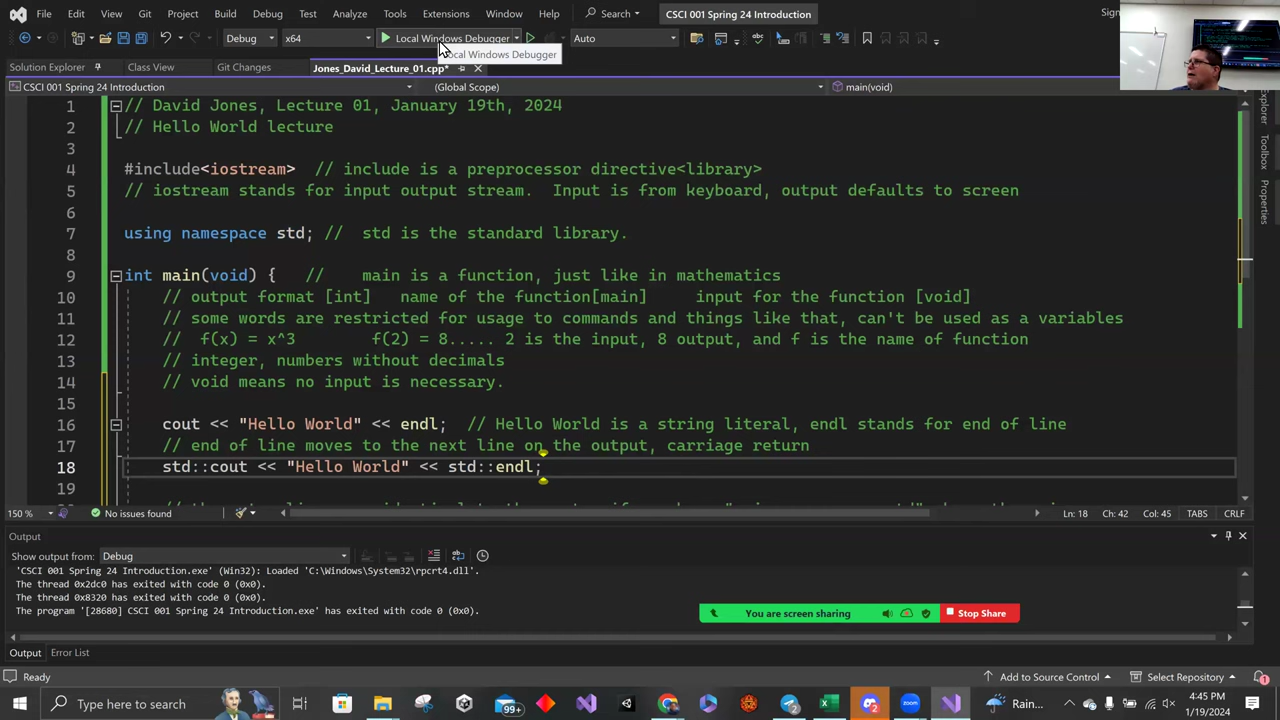 File Edit View Git Project Build Debug Test Analyze Tools Extensions Window Help Search CSCI 001 Spring 24 Introduction
Debug x64 Local Windows Debugger Auto
Local Windows Debugger
Solution Explorer Class View Git Changes
CSCI 001 Spring 24 Introduction (Global Scope) main(void)
1 // David Jones, Lecture 01, January 19th, 2024
2 // Hello World lecture
3
4 #include<iostream> // include is a preprocessor directive<library>
5 // iostream stands for input output stream. Input is from keyboard, output defaults to screen
6
7 using namespace std; // std is the standard library.
8
9 int main(void) { // main is a function, just like in mathematics
10 // output format [int] name of the function[main] input for the function [void]
11 // some words are restricted for usage to commands and things like that, can't be used as a variables
12 // f(x) = x^3 f(2) = 8..... 2 is the input, 8 output, and f is the name of function
13 // integer, numbers without decimals
14 // void means no input is necessary.
15
16 cout << "Hello World" << endl; // Hello World is a string literal, endl stands for end of line
17 // end of line moves to the next line on the output, carriage return
18 std::cout << "Hello World" << std::endl;
19
150 % No issues found Ln: 18 Ch: 42 Col: 45 TABS CRLF
Output
Show output from: Debug
'CSCI 001 Spring 24 Introduction.exe' (Win32): Loaded 'C:\Windows\System32\rpcrt4.dll'.
The thread 0x2dc0 has exited with code 0 (0x0).
The thread 0x8320 has exited with code 0 (0x0).
The program '[28680] CSCI 001 Spring 24 Introduction.exe' has exited with code 0 (0x0).
You are screen sharing Stop Share
Output Error List
Ready Add to Source Control Select Repository 1
Type here to search 99+ Rain... 4:45 PM
1/19/2024
Explorer
Toolbox
Properties